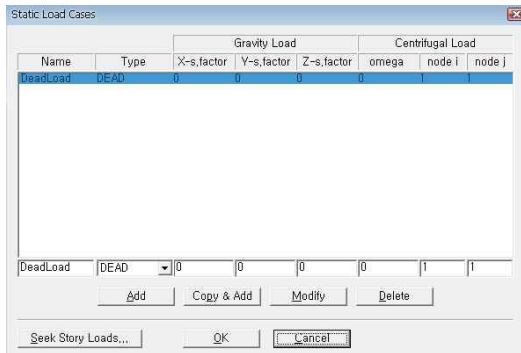 Static Load Cases
Gravity Load Centrifugal Load
Name Type X-s,factor Y-s,factor Z-s,factor omega node i node j
DeadLoad DEAD 0 0 0 0 1 1
DeadLoad DEAD 0 0 0 0 1 1
Add Copy & Add Modify Delete
Seek Story Loads,,, OK Cancel